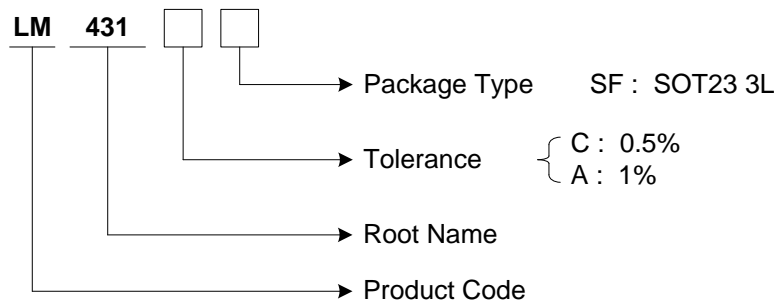 LM 431
Package Type SF : SOT23 3L
Tolerance C : 0.5%
A : 1%
Root Name
Product Code